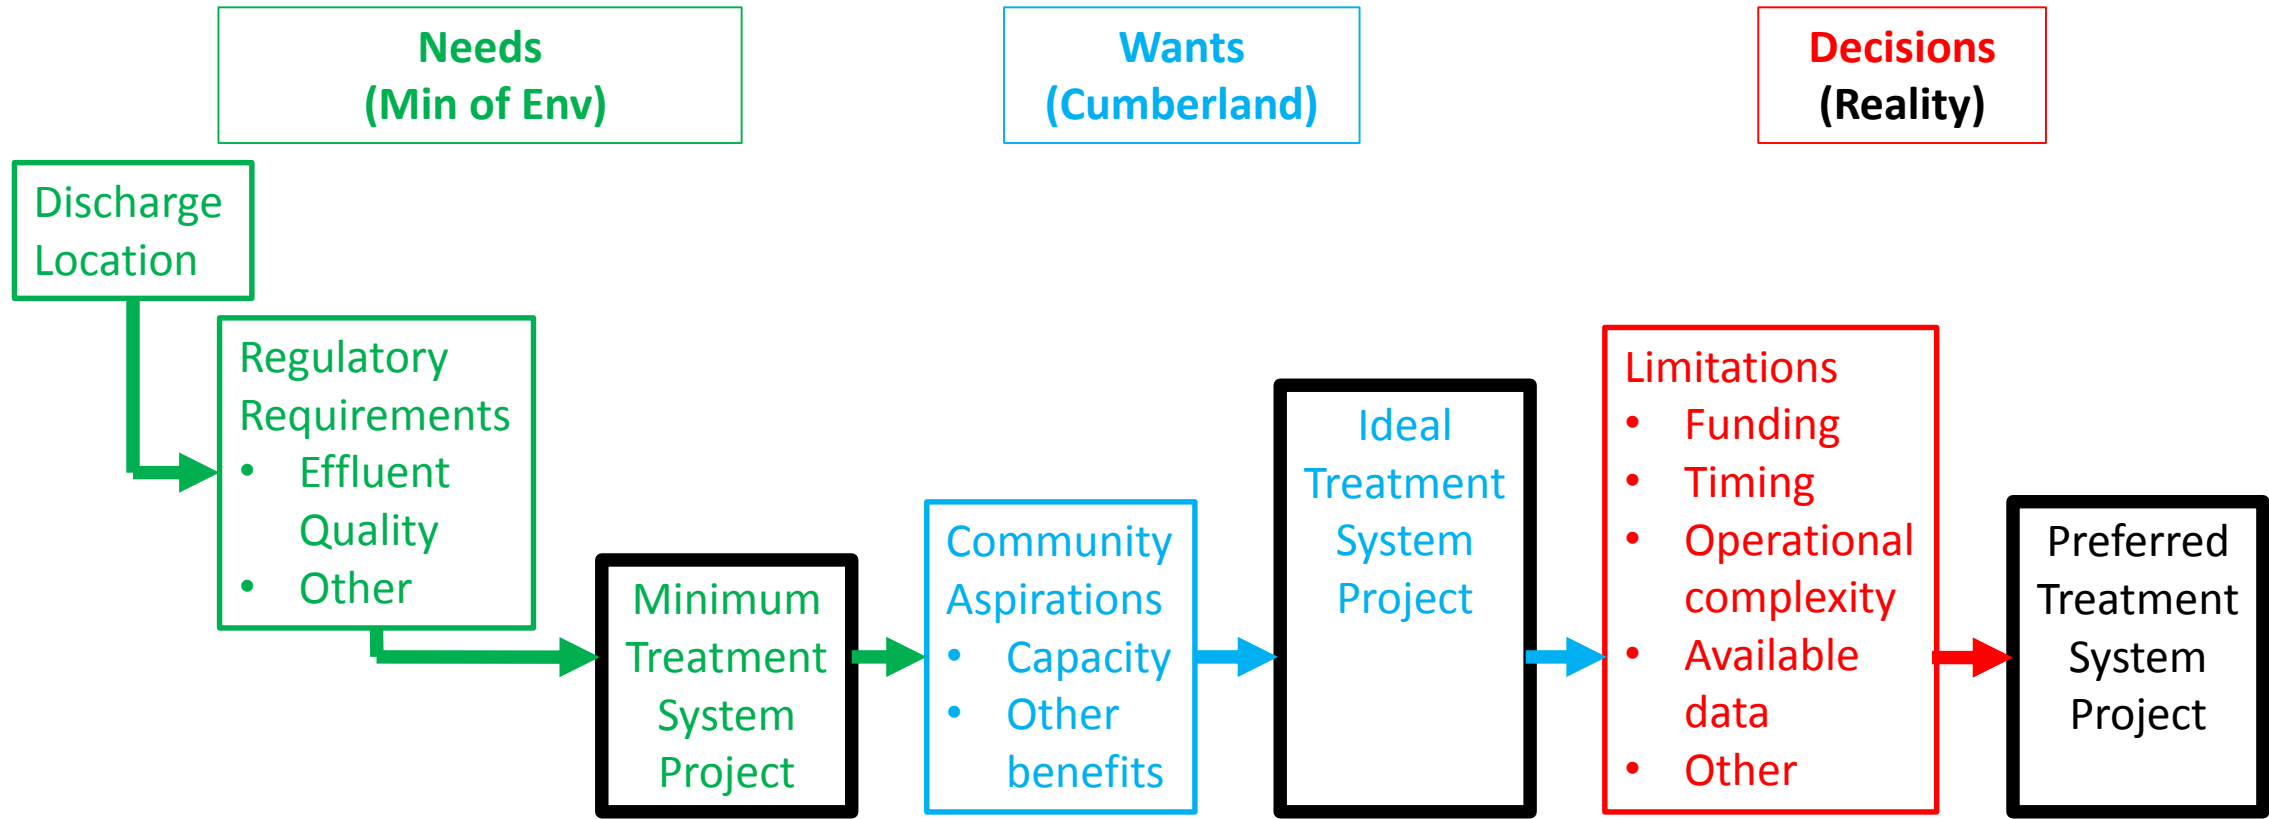 Needs
(Min of Env)
Wants
(Cumberland)
Decisions
(Reality)
Discharge
Location
Regulatory
Requirements
• Effluent
Quality
• Other
Minimum
Treatment
System
Project
Community
Aspirations
• Capacity
• Other
benefits
Ideal
Treatment
System
Project
Limitations
• Funding
• Timing
• Operational
complexity
• Available
data
• Other
Preferred
Treatment
System
Project